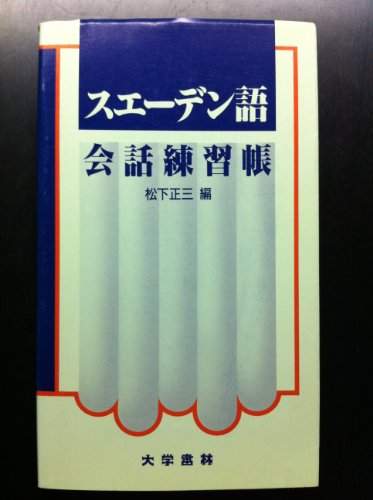 スエーデン語
会話練習帳
松下正三 編
大学書林